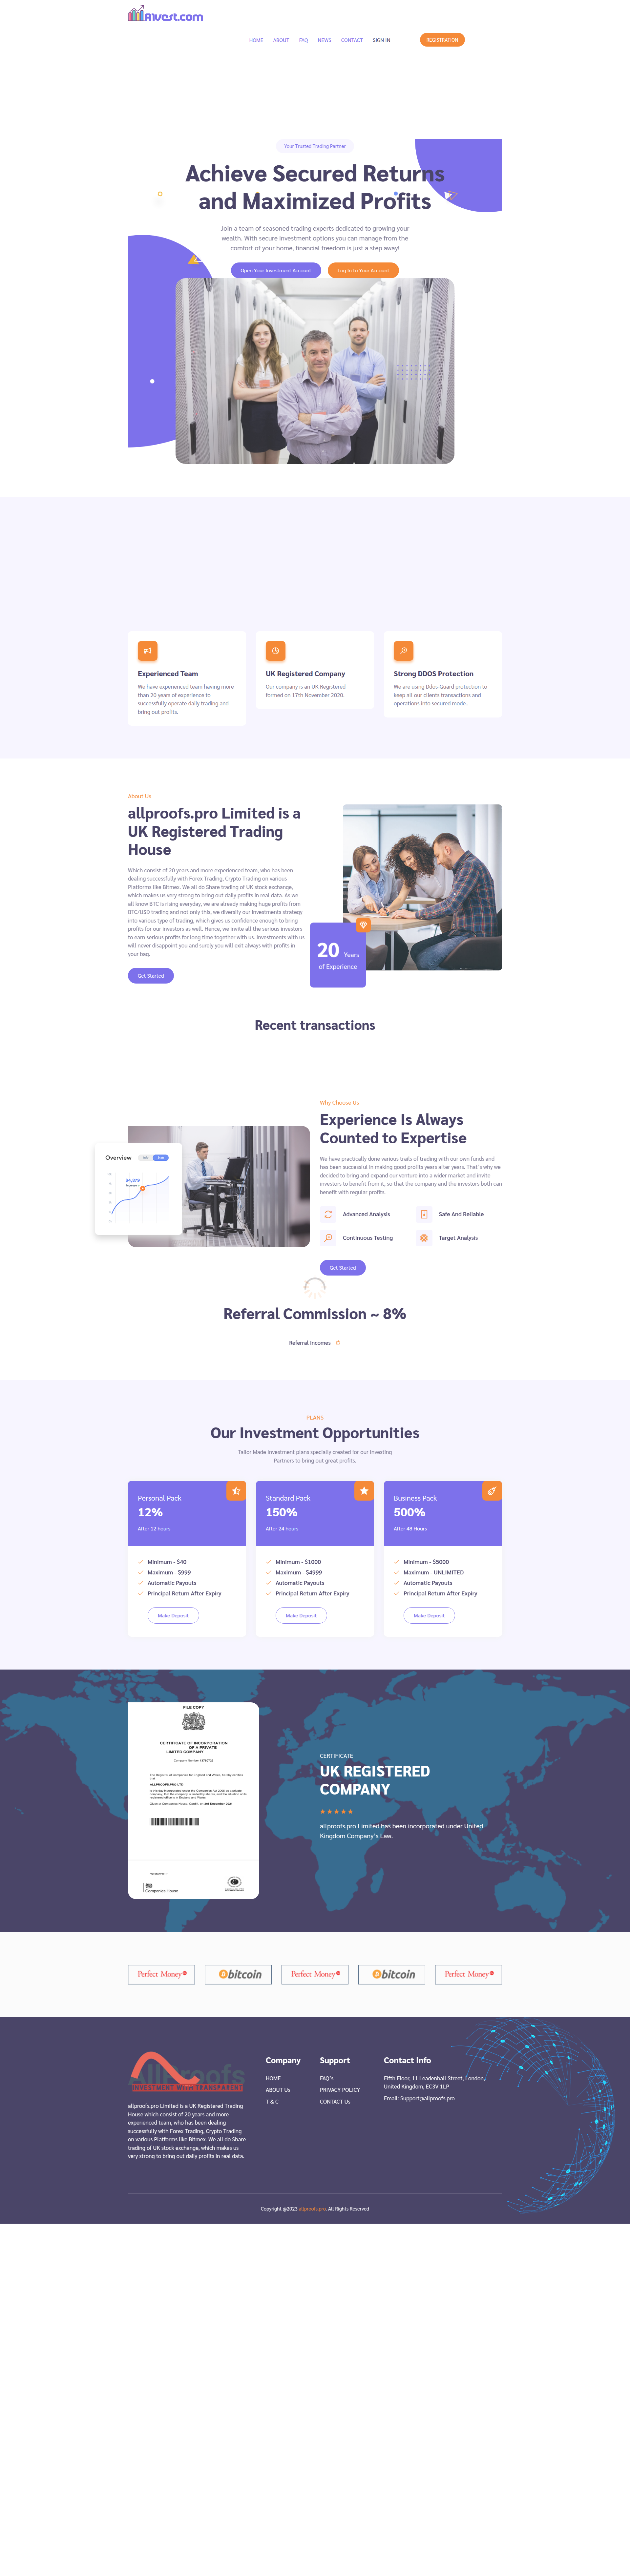 AIvest.com
HOME ABOUT FAQ NEWS CONTACT SIGN IN REGISTRATION
Your Trusted Trading Partner
Achieve Secured Returns
and Maximized Profits
Join a team of seasoned trading experts dedicated to growing your
wealth. With secure investment options you can manage from the
comfort of your home, financial freedom is just a step away!
Open Your Investment Account Log In to Your Account
Experienced Team
We have experienced team having more
than 20 years of experience to
successfully operate daily trading and
bring out profits.
UK Registered Company
Our company is an UK Registered
formed on 17th November 2020.
Strong DDOS Protection
We are using Ddos-Guard protection to
keep all our clients transactions and
operations into secured mode..
About Us
allproofs.pro Limited is a
UK Registered Trading
House
Which consist of 20 years and more experienced team, who has been
dealing successfully with Forex Trading, Crypto Trading on various
Platforms like Bitmex. We all do Share trading of UK stock exchange,
which makes us very strong to bring out daily profits in real data. As we
all know BTC is rising everyday, we are already making huge profits from
BTC/USD trading and not only this, we diversify our Investments strategy
into various type of trading, which gives us confidence enough to bring
profits for our investors as well. Hence, we invite all the serious investors
to earn serious profits for long time together with us. Investments with us
will never disappoint you and surely you will exit always with profits in
your bag.
Get Started
20 Years
of Experience
Recent transactions
Overview
$4,875
Why Choose Us
Experience Is Always
Counted to Expertise
We have practically done various trails of trading with our own funds and
has been successful in making good profits years after years. That's why we
decided to bring and expand our venture into a wider market and invite
investors to benefit from it, so that the company and the investors both can
benefit with regular profits.
Advanced Analysis Safe And Reliable
Continuous Testing Target Analysis
Get Started
Referral Commission ~ 8%
Referral Incomes
PLANS
Our Investment Opportunities
Tailor Made Investment plans specially created for our Investing
Partners to bring out great profits.
Personal Pack
12%
After 12 hours
Minimum - $40
Maximum - $999
Automatic Payouts
Principal Return After Expiry
Make Deposit
Standard Pack
150%
After 24 hours
Minimum - $1000
Maximum - $4999
Automatic Payouts
Principal Return After Expiry
Make Deposit
Business Pack
500%
After 48 Hours
Minimum - $5000
Maximum - UNLIMITED
Automatic Payouts
Principal Return After Expiry
Make Deposit
FILE COPY
CERTIFICATE OF INCORPORATION
OF A PRIVATE
LIMITED COMPANY
Company Number
The Registrar of Companies for England and Wales, hereby certifies
that
ALLPROOFS.PRO LTD
Companies House
CERTIFICATE
UK REGISTERED
COMPANY
allproofs.pro Limited has been incorporated under United
Kingdom Company's Law.
Perfect Money bitcoin Perfect Money bitcoin Perfect Money
AllProofs
INVESTMENT With TRANSPARENT
allproofs.pro Limited is a UK Registered Trading
House which consist of 20 years and more
experienced team, who has been dealing
successfully with Forex Trading, Crypto Trading
on various Platforms like Bitmex. We all do Share
trading of UK stock exchange, which makes us
very strong to bring out daily profits in real data.
Company
HOME
ABOUT Us
T & C
Support
FAQ's
PRIVACY POLICY
CONTACT Us
Contact Info
Fifth Floor, 11 Leadenhall Street, London,
United Kingdom, EC3V 1LP
Email: Support@allproofs.pro
Copyright @2023 allproofs.pro. All Rights Reserved